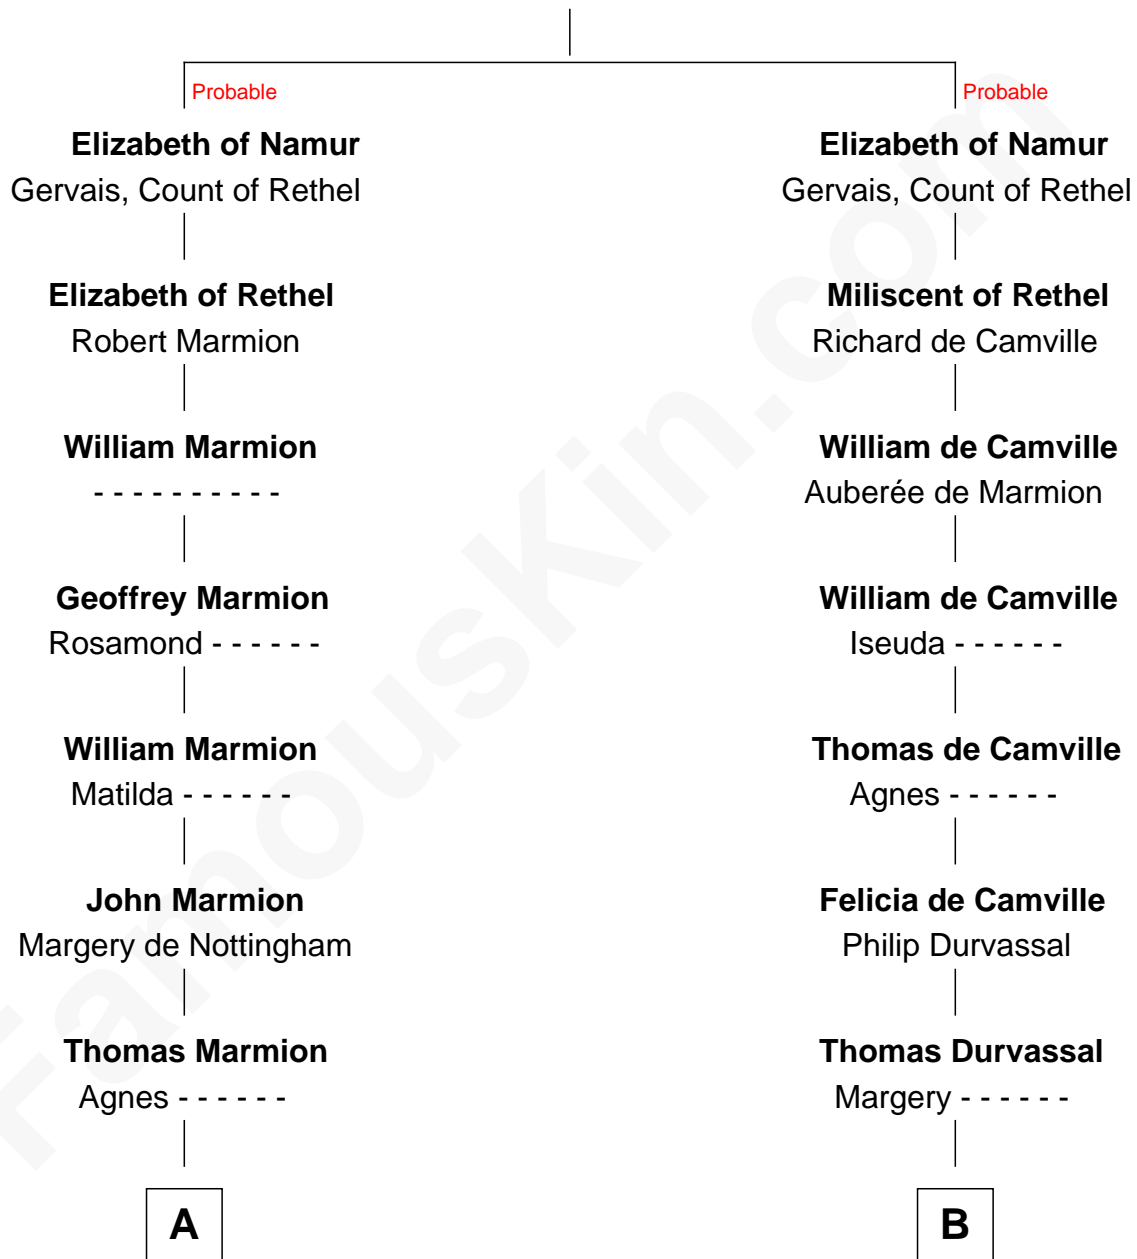 Probable
Elizabeth of Namur
Gervais, Count of Rethel
Elizabeth of Rethel
Robert Marmion
William Marmion
- - - - - - - - - -
Geoffrey Marmion
Rosamond - - - - - -
William Marmion
Matilda - - - - - -
John Marmion
Margery de Nottingham
Thomas Marmion
Agnes - - - - - -
A
Probable
Elizabeth of Namur
Gervais, Count of Rethel
Miliscent of Rethel
Richard de Camville
William de Camville
Auberée de Marmion
William de Camville
Iseuda - - - - - -
Thomas de Camville
Agnes - - - - - -
Felicia de Camville
Philip Durvassal
Thomas Durvassal
Margery - - - - - -
B
FamousKin.com